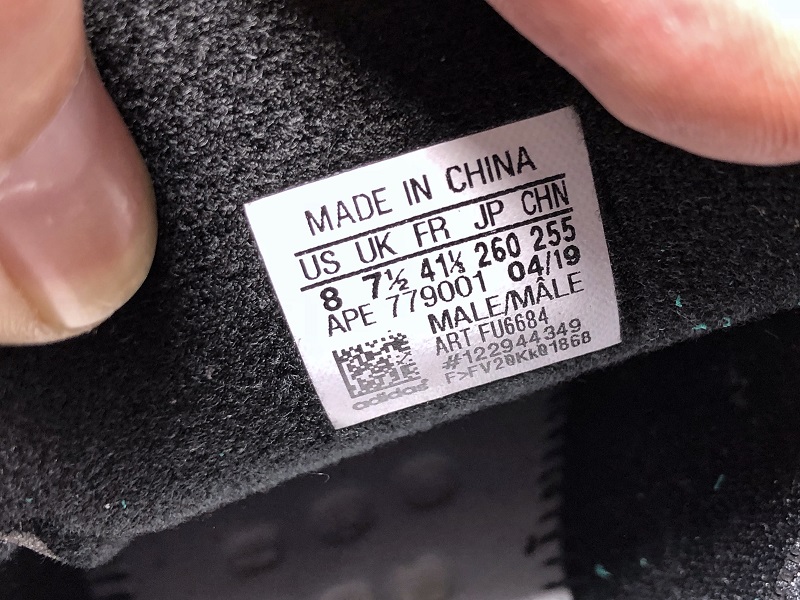 MADE IN CHINA
US UK FR JP CHN
8 7½ 41⅓ 260 255
APE 779001 04/19
MALE/MÂLE
ART FU6684
#122944349
F>FV20KK01868
adidas